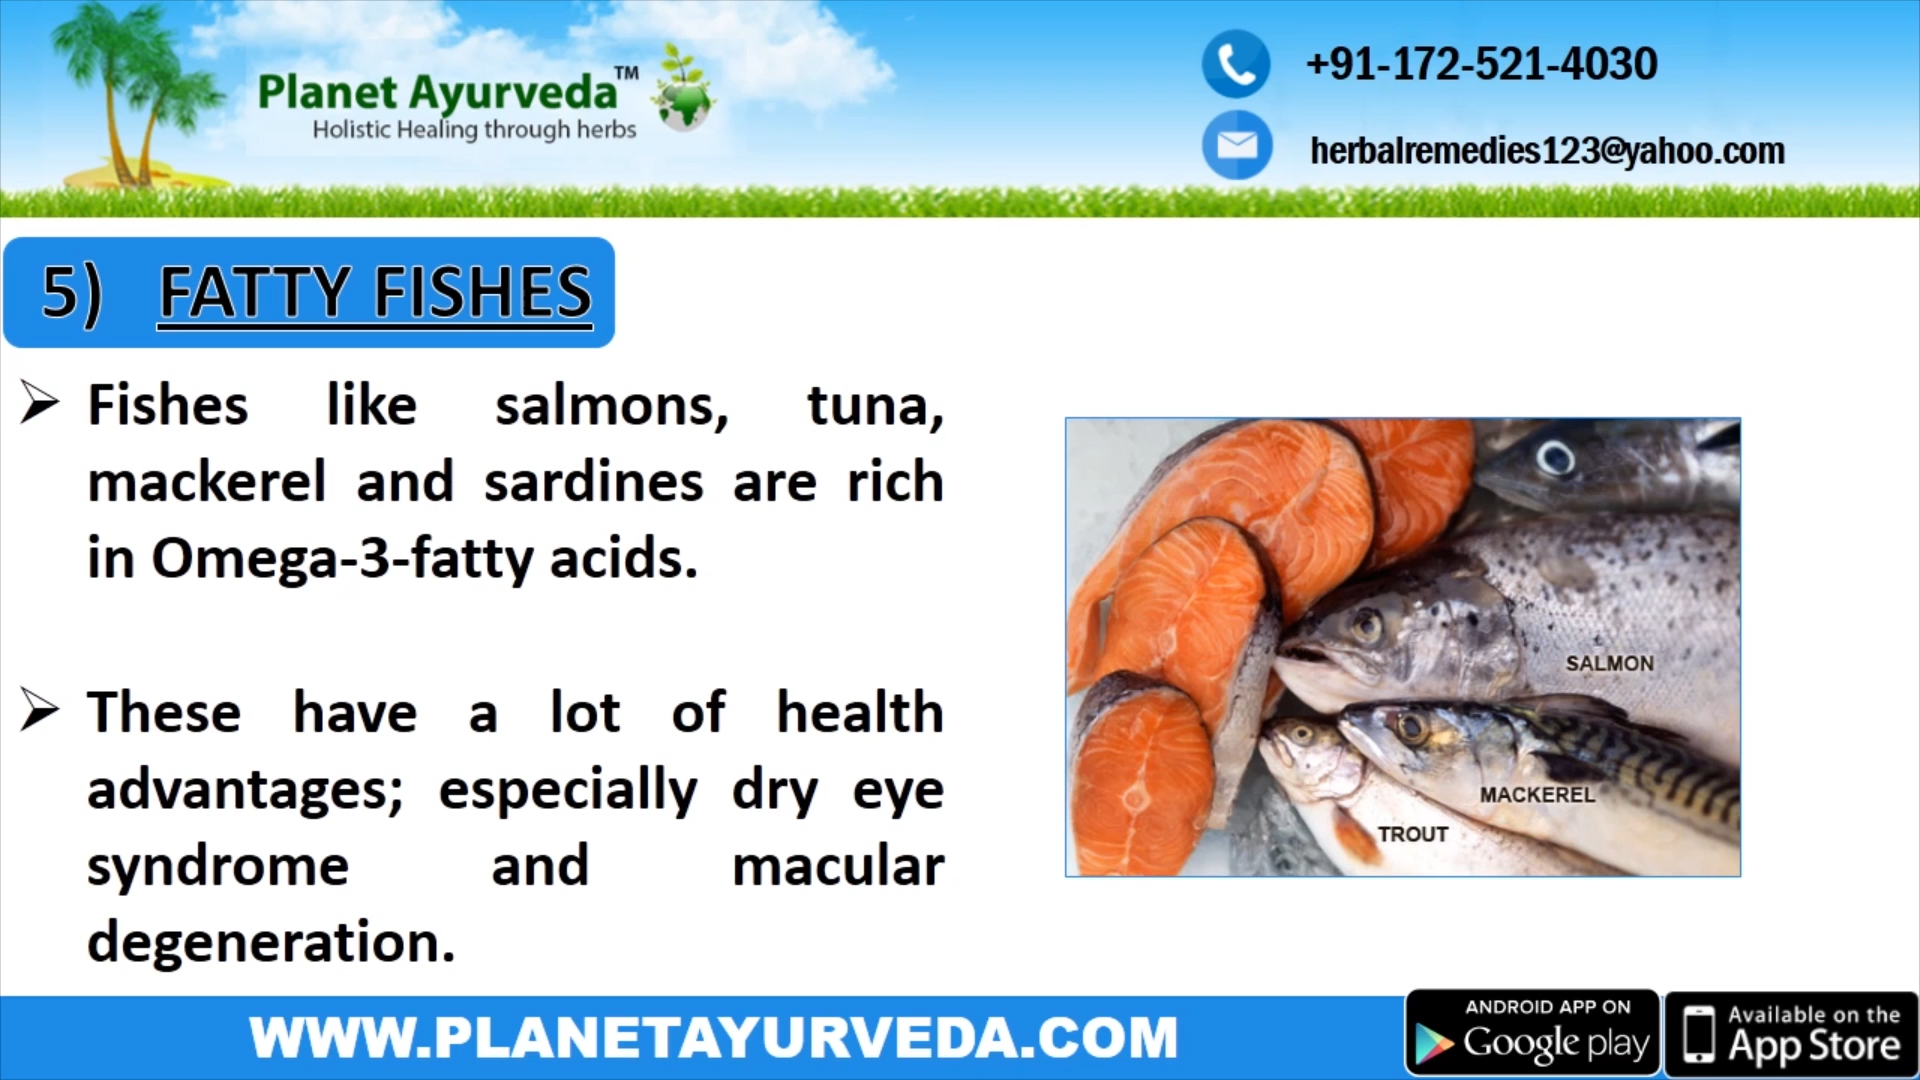 Planet Ayurveda™
Holistic Healing through herbs
+91-172-521-4030
herbalremedies123@yahoo.com
5) FATTY FISHES
➢ Fishes like salmons, tuna,
mackerel and sardines are rich
in Omega-3-fatty acids.
➢ These have a lot of health
advantages; especially dry eye
syndrome and macular
degeneration.
SALMON
MACKEREL
TROUT
WWW.PLANETAYURVEDA.COM
ANDROID APP ON
Google play
Available on the
App Store